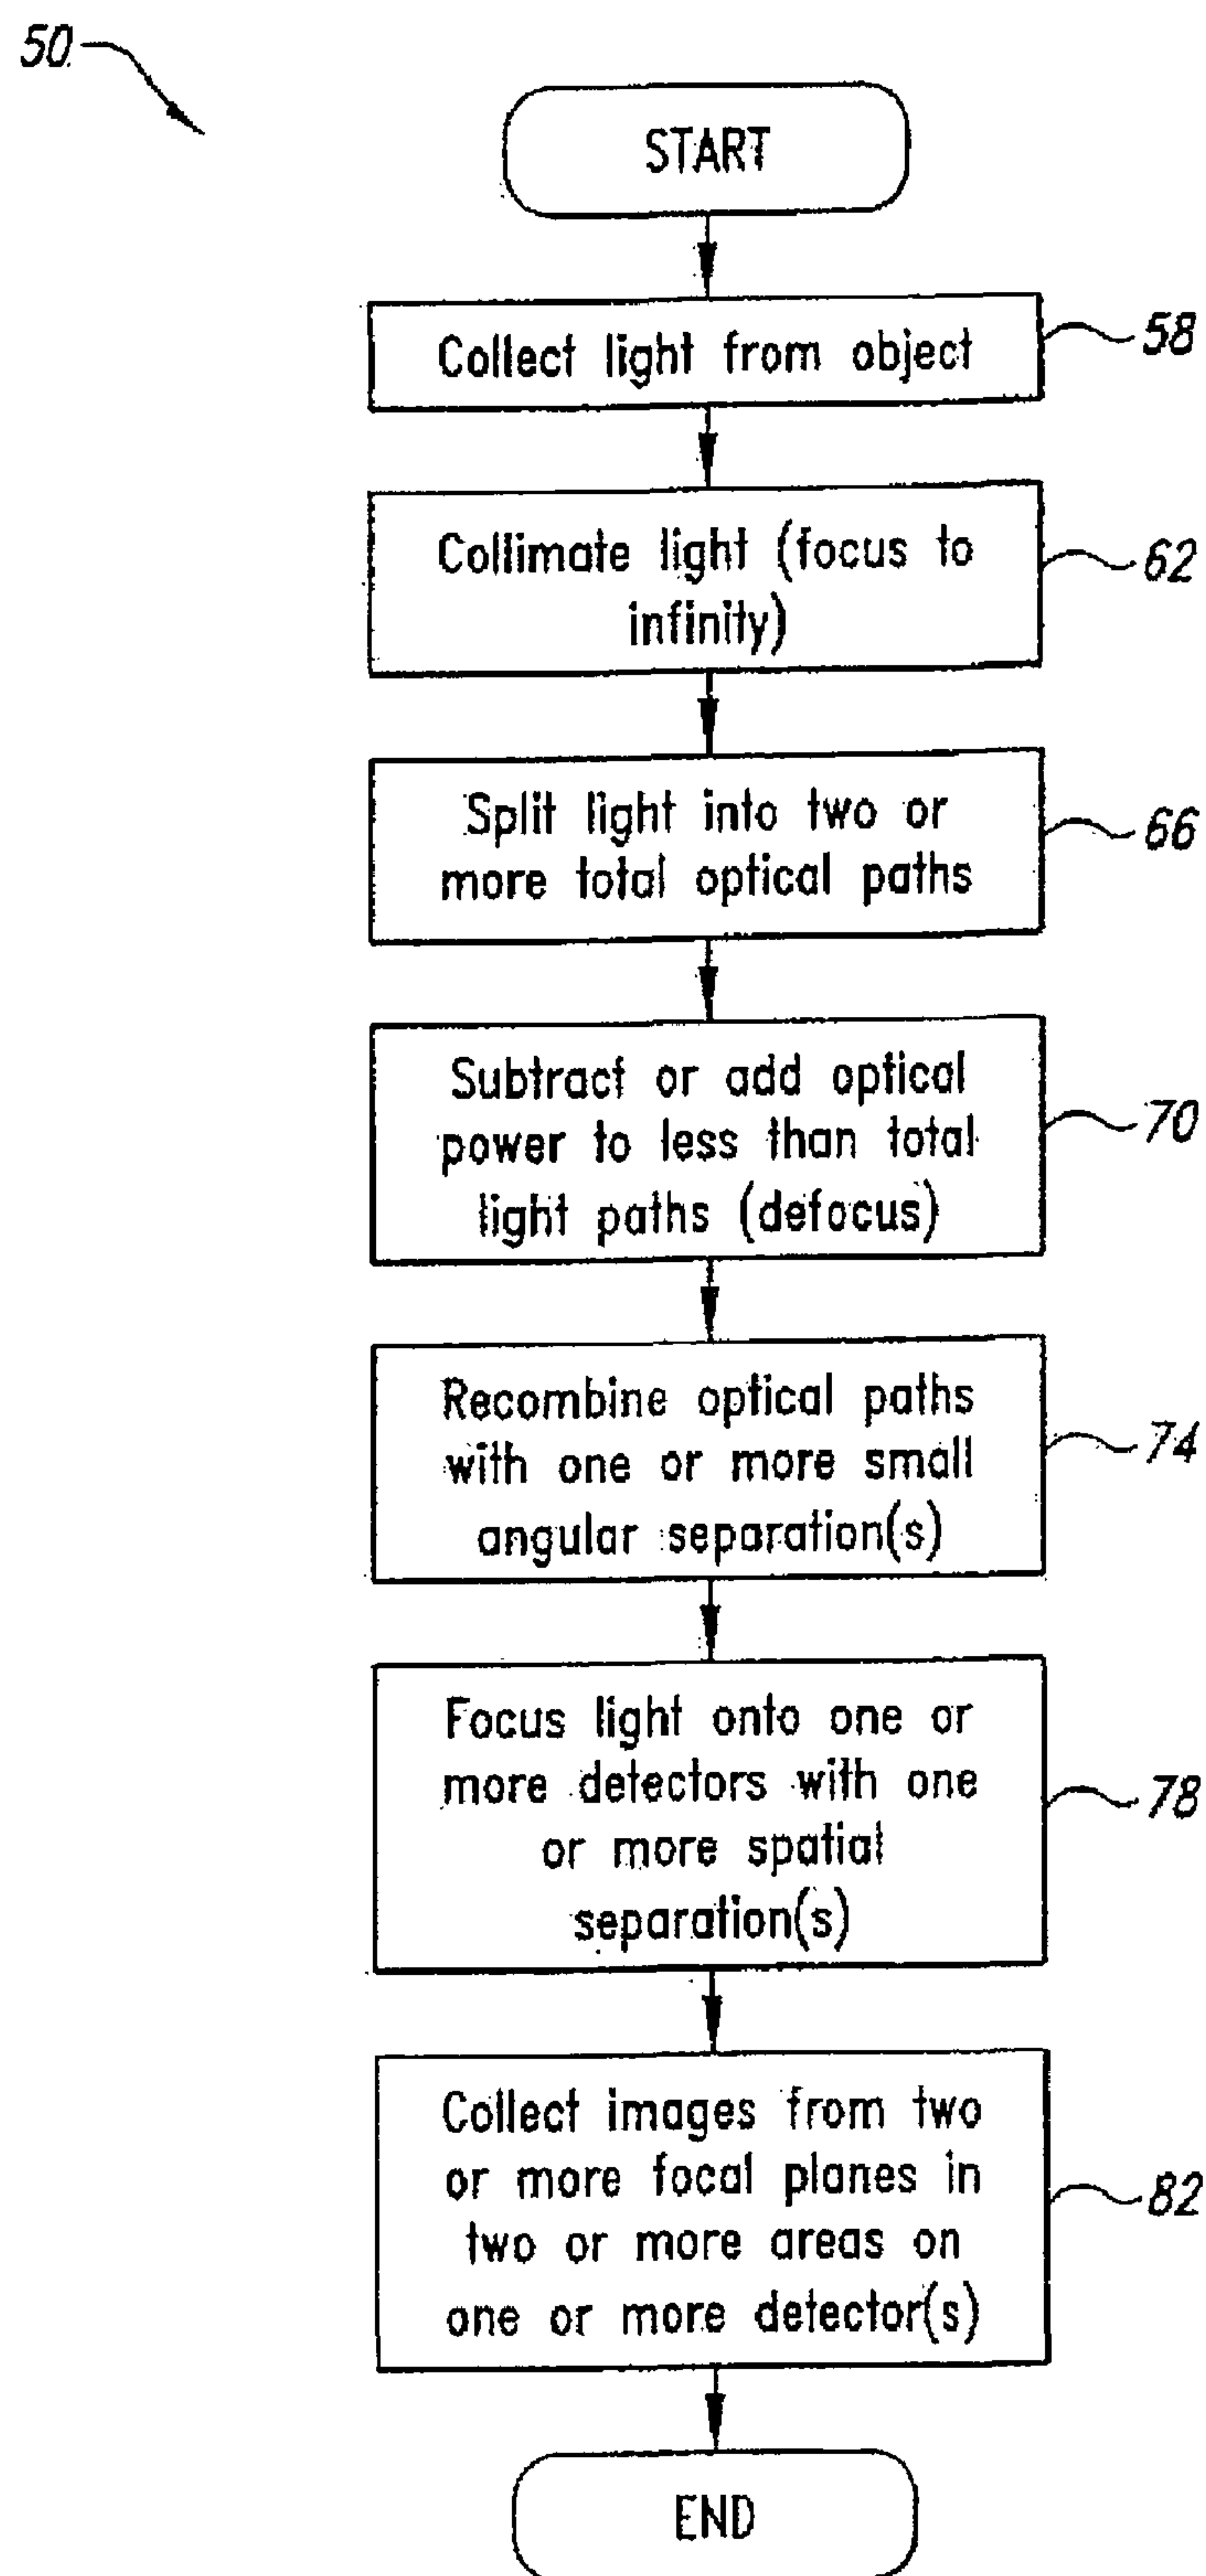 50
START
Collect light from object
58
Collimate light (focus to
infinity)
62
Split light into two or
more total optical paths
66
Subtract or add optical
power to less than total
light paths (defocus)
70
Recombine optical paths
with one or more small
angular separation(s)
74
Focus light onto one or
more detectors with one
or more spatial
separation(s)
78
Collect images from two
or more focal planes in
two or more areas on
one or more detector(s)
82
END